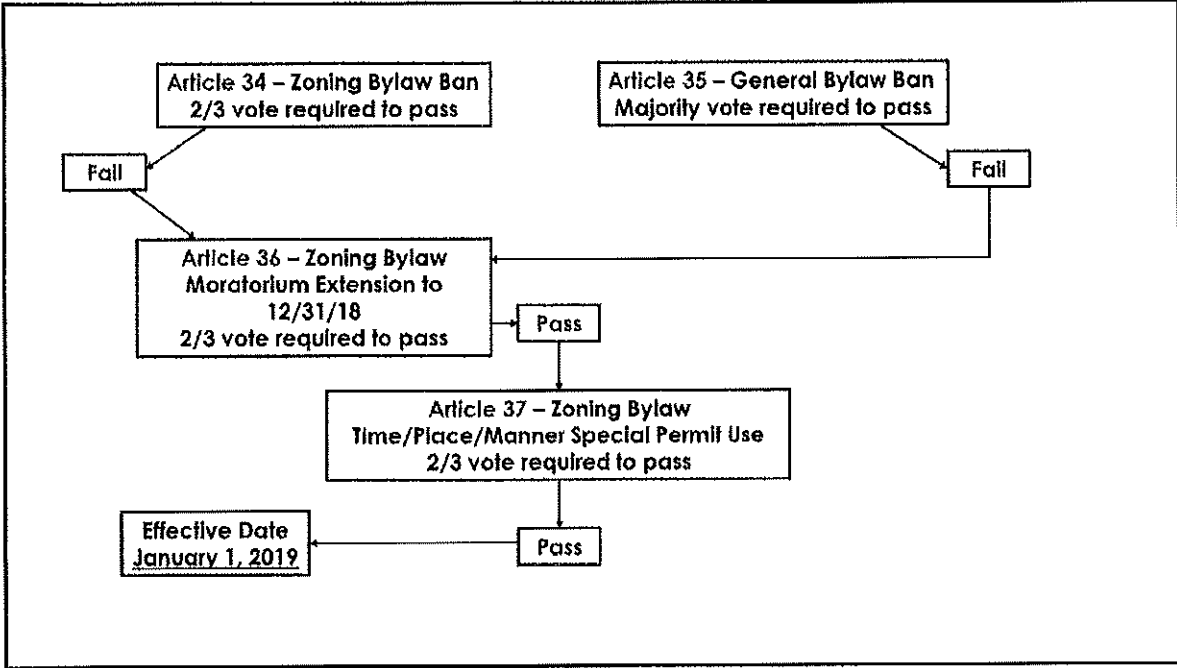 Article 34 – Zoning Bylaw Ban
2/3 vote required to pass
Article 35 – General Bylaw Ban
Majority vote required to pass
Fail
Fail
Article 36 – Zoning Bylaw
Moratorium Extension to
12/31/18
2/3 vote required to pass
Pass
Article 37 – Zoning Bylaw
Time/Place/Manner Special Permit Use
2/3 vote required to pass
Effective Date
January 1, 2019
Pass